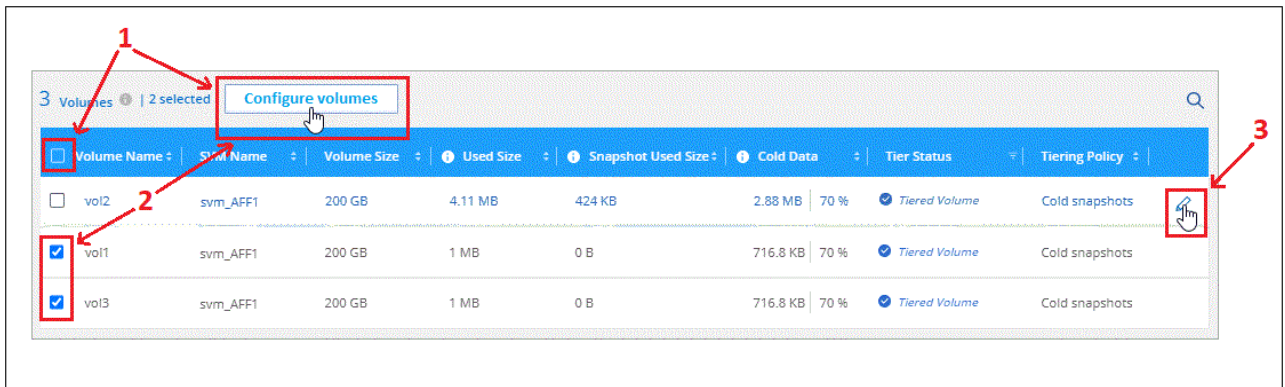 1
3 Volumes | 2 selected Configure volumes
3
Volume Name SVM Name Volume Size Used Size Snapshot Used Size Cold Data Tier Status Tiering Policy
2
vol2 svm_AFF1 200 GB 4.11 MB 424 KB 2.88 MB 70 % Tiered Volume Cold snapshots
vol1 svm_AFF1 200 GB 1 MB 0 B 716.8 KB 70 % Tiered Volume Cold snapshots
vol3 svm_AFF1 200 GB 1 MB 0 B 716.8 KB 70 % Tiered Volume Cold snapshots